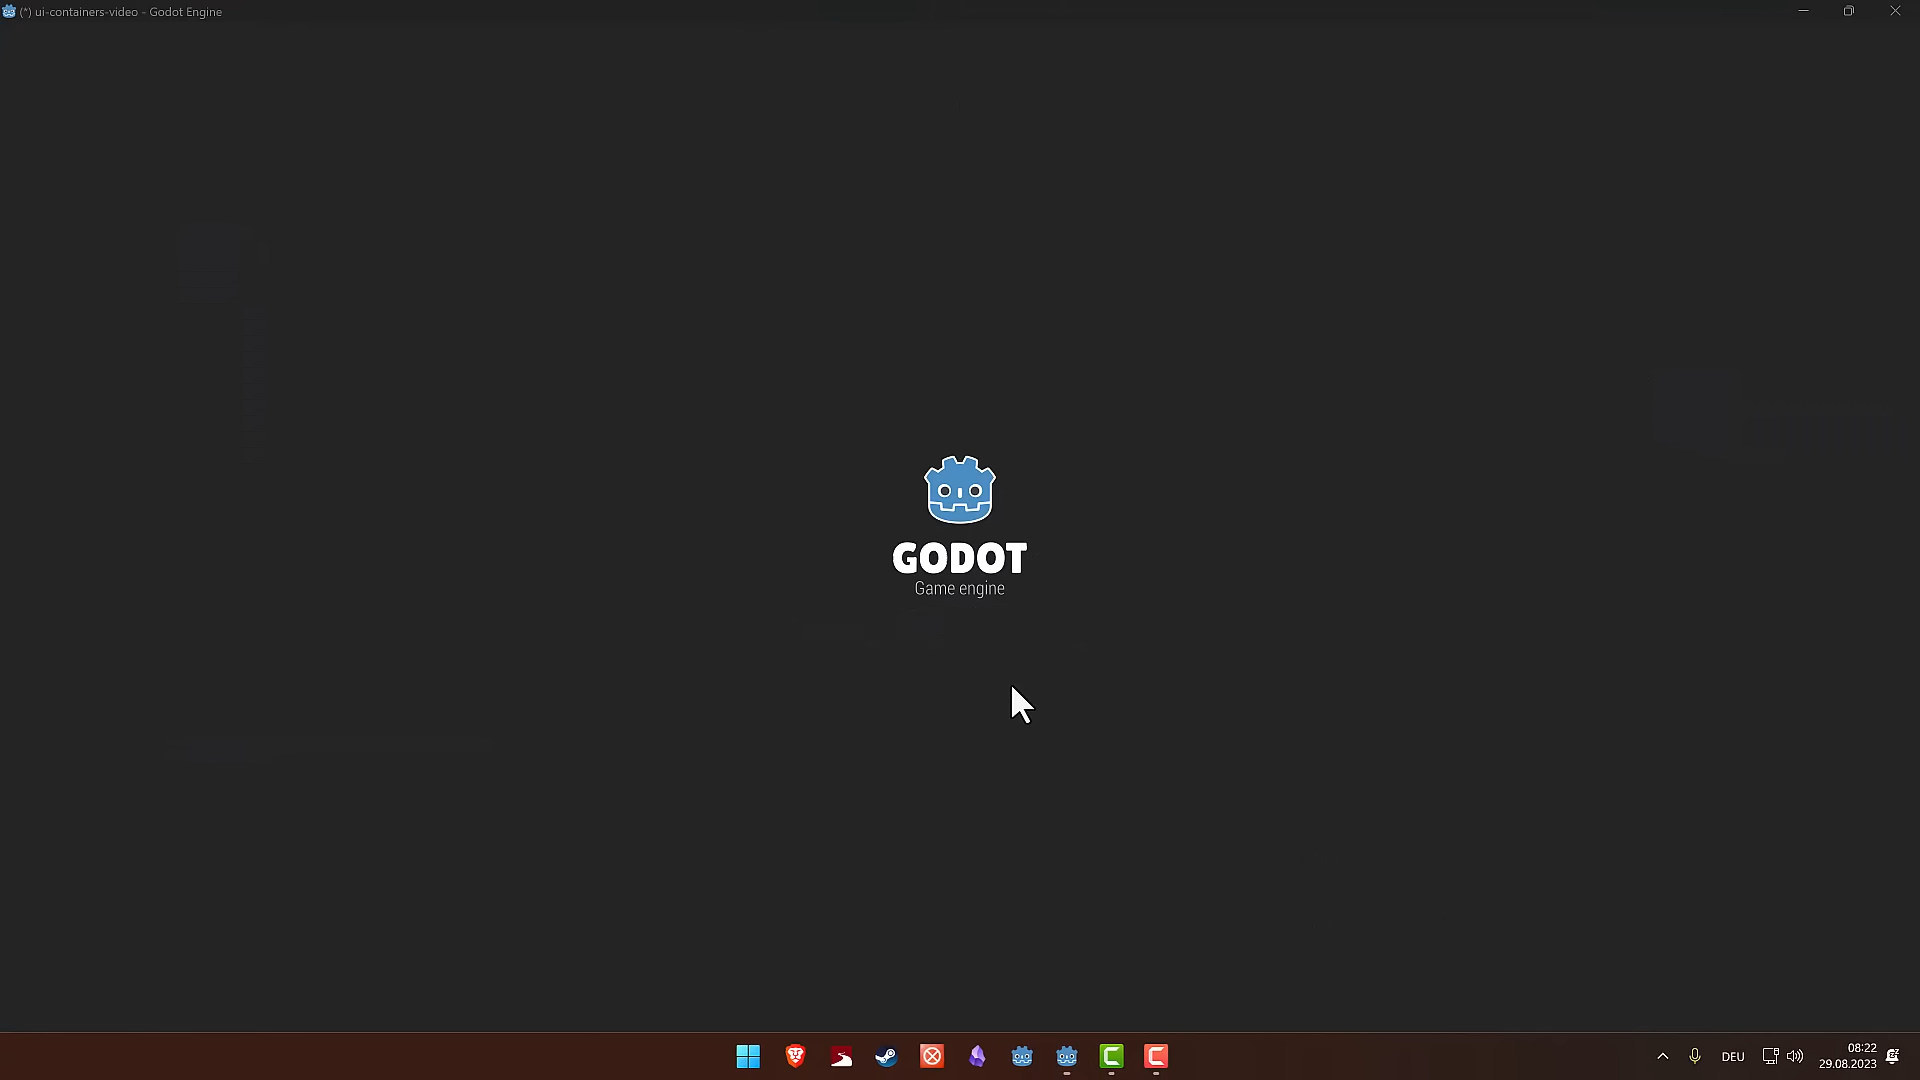 (*) ui-containers-video - Godot Engine
GODOT
Game engine
DEU
08:22
29.08.2023